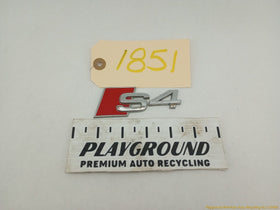 1851
S4
PLAYGROUND
PREMIUM AUTO RECYCLING